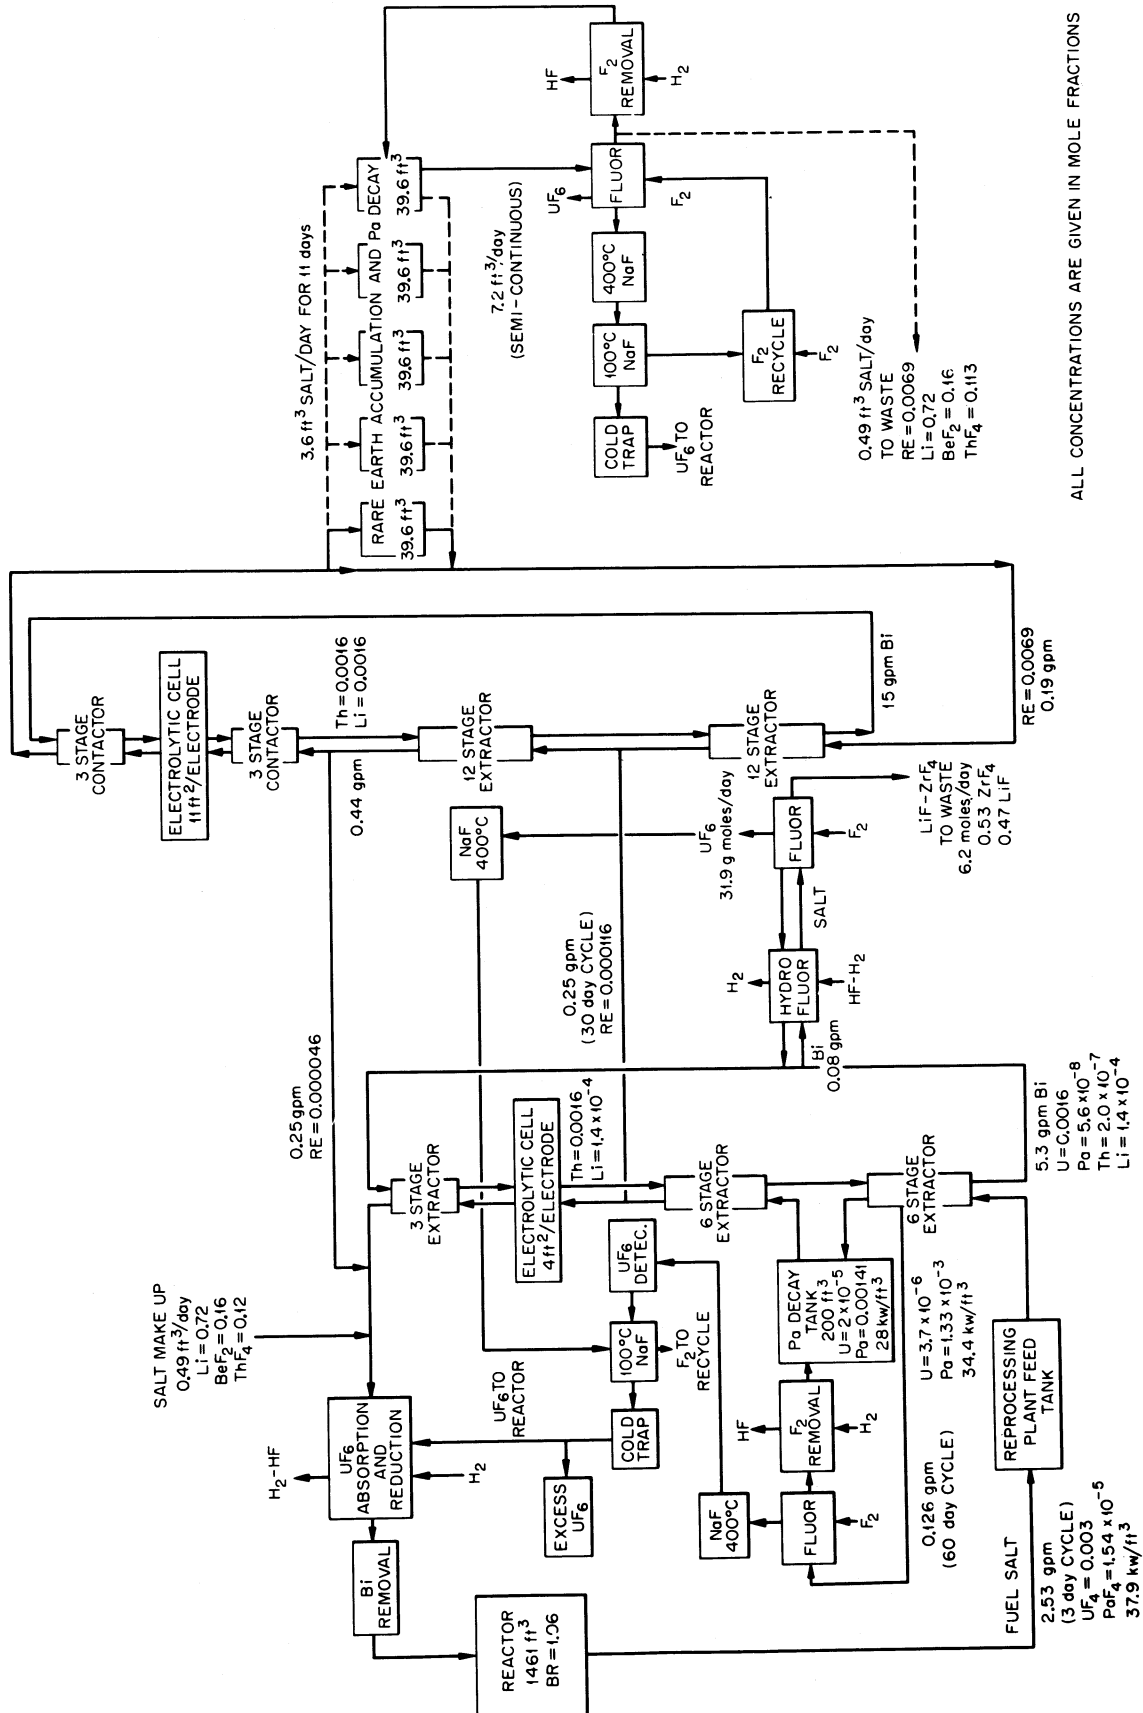 SALT MAKE UP
0.49 ft³/day
Li = 0.72
BeF₂ = 0.16
ThF₄ = 0.12
H₂-HF
UF₆
ABSORPTION
AND
REDUCTION
H₂
Bi
REMOVAL
REACTOR
1461 ft³
BR = 1.06
FUEL SALT
2.53 gpm
(3 day CYCLE)
UF₄ = 0.003
PaF₄ = 1.54 x 10⁻⁵
37.9 kw/ft³
REPROCESSING
PLANT FEED
TANK
UF₆ TO
REACTOR
EXCESS
UF₆
COLD
TRAP
100°C
NaF
F₂ TO
RECYCLE
UF₆
DETEC.
NaF
400°C
FLUOR
F₂
0.126 gpm
(60 day CYCLE)
HF
F₂
REMOVAL
H₂
Pa DECAY
TANK
200 ft³
U = 2 x 10⁻⁵
Pa = 0.00141
28 kw/ft³
U = 3.7 x 10⁻⁶
Pa = 1.33 x 10⁻³
34.4 kw/ft³
0.25 gpm
RE = 0.000046
3 STAGE
EXTRACTOR
ELECTROLYTIC CELL
4 ft²/ELECTRODE
Th = 0.0016
Li = 1.4 x 10⁻⁴
6 STAGE
EXTRACTOR
6 STAGE
EXTRACTOR
5.3 gpm Bi
U = 0.0016
Pa = 5.6 x 10⁻⁸
Th = 2.0 x 10⁻⁷
Li = 1.4 x 10⁻⁴
Bi
0.08 gpm
H₂
HYDRO
FLUOR
HF-H₂
SALT
FLUOR
F₂
UF₆
31.9 g moles/day
LiF-ZrF₄
TO WASTE
6.2 moles/day
0.53 ZrF₄
0.47 LiF
NaF
400°C
0.25 gpm
(30 day CYCLE)
RE = 0.000116
3 STAGE
CONTACTOR
ELECTROLYTIC CELL
11 ft²/ELECTRODE
3 STAGE
CONTACTOR
Th = 0.0016
Li = 0.0016
0.44 gpm
12 STAGE
EXTRACTOR
12 STAGE
EXTRACTOR
15 gpm Bi
RE = 0.0069
0.19 gpm
3.6 ft³ SALT/DAY FOR 11 days
RARE EARTH ACCUMULATION AND Pa DECAY
39.6 ft³
39.6 ft³
39.6 ft³
39.6 ft³
39.6 ft³
7.2 ft³/day
(SEMI-CONTINUOUS)
COLD
TRAP
UF₆ TO
REACTOR
100°C
NaF
400°C
NaF
UF₆
FLUOR
F₂
HF
F₂
REMOVAL
H₂
F₂
RECYCLE
F₂
0.49 ft³ SALT/day
TO WASTE
RE = 0.0069
Li = 0.72
BeF₂ = 0.16
ThF₄ = 0.113
ALL CONCENTRATIONS ARE GIVEN IN MOLE FRACTIONS